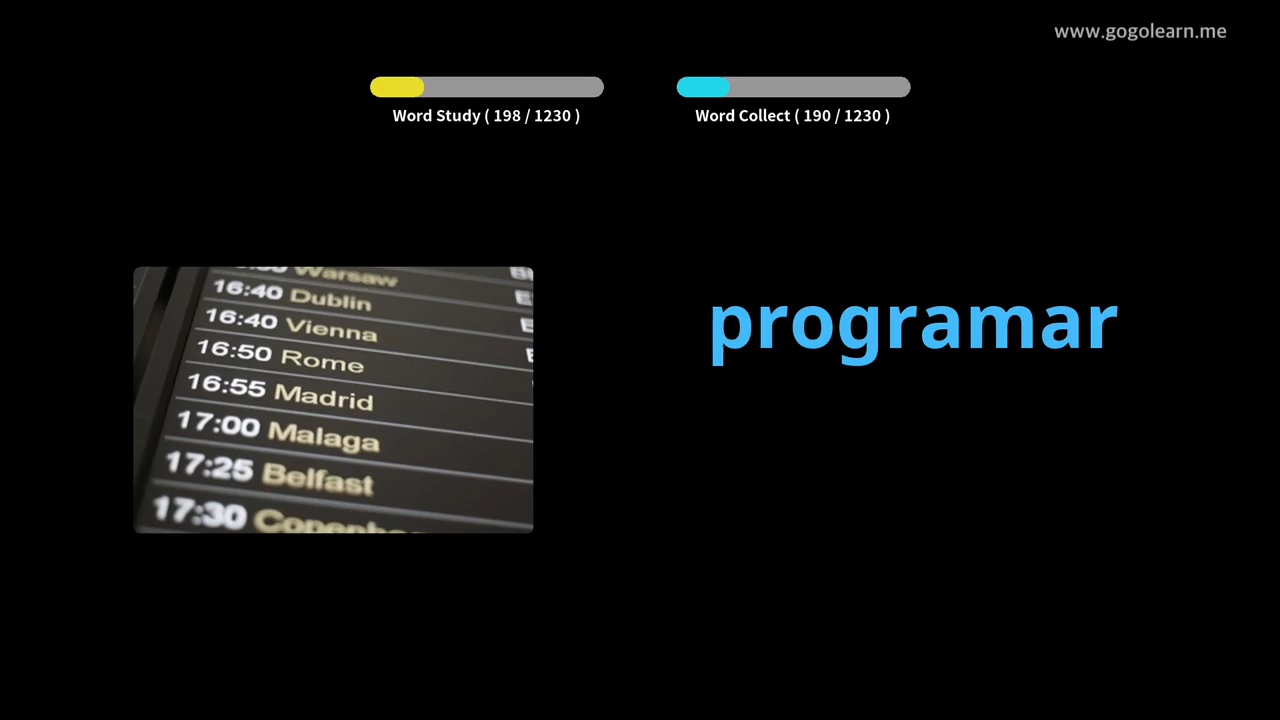 www.gogolearn.me
Word Study ( 198 / 1230 )
Word Collect ( 190 / 1230 )
programar
Warsaw
16:40 Dublin
16:40 Vienna
16:50 Rome
16:55 Madrid
17:00 Malaga
17:25 Belfast
17:30